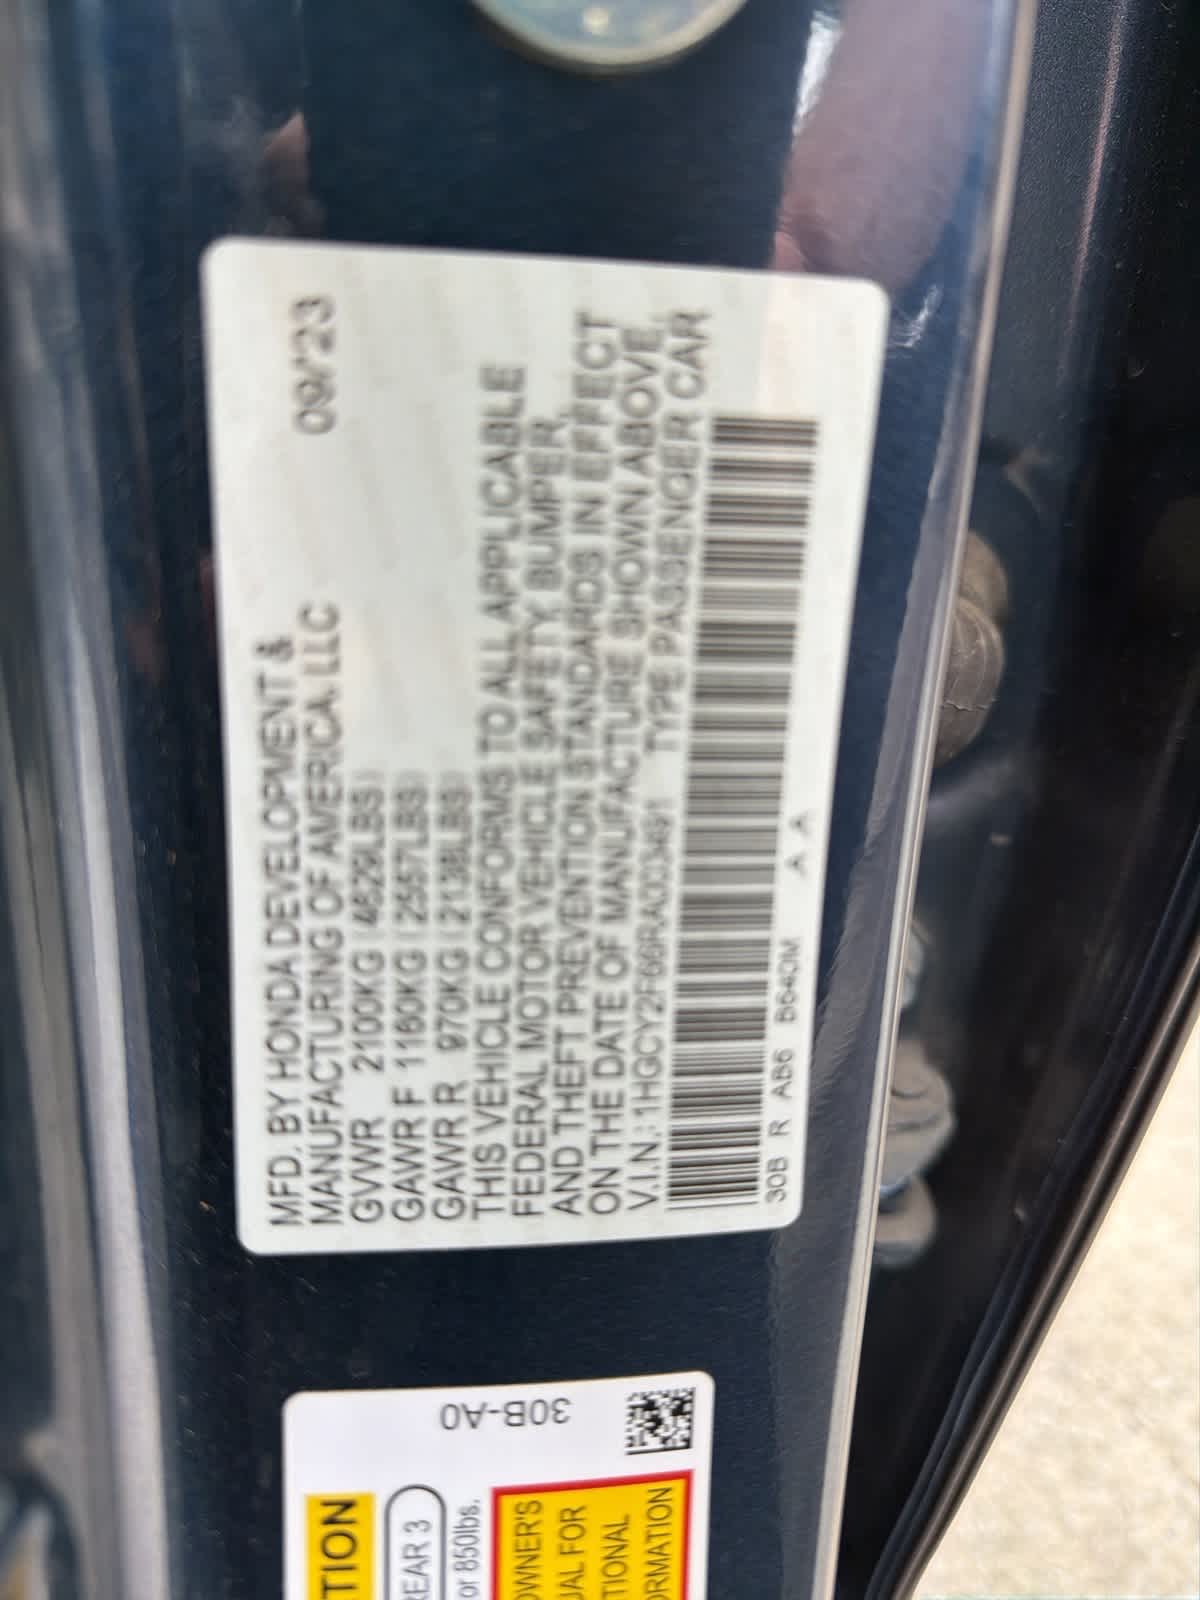 MFD. BY HONDA DEVELOPMENT &
MANUFACTURING OF AMERICA, LLC 09/'23
GVWR 2100KG (4629LBS)
GAWR F 1160KG (2557LBS)
GAWR R 970KG (2138LBS)
THIS VEHICLE CONFORMS TO ALL APPLICABLE
FEDERAL MOTOR VEHICLE SAFETY, BUMPER,
AND THEFT PREVENTION STANDARDS IN EFFECT
ON THE DATE OF MANUFACTURE SHOWN ABOVE.
V.I.N.: 1HGCY2F66RA003491 TYPE PASSENGER CAR
30B R AB6 B640M A A
30B-A0
TION
REAR 3
or 850lbs.
OWNER'S
UAL FOR
TIONAL
ORMATION